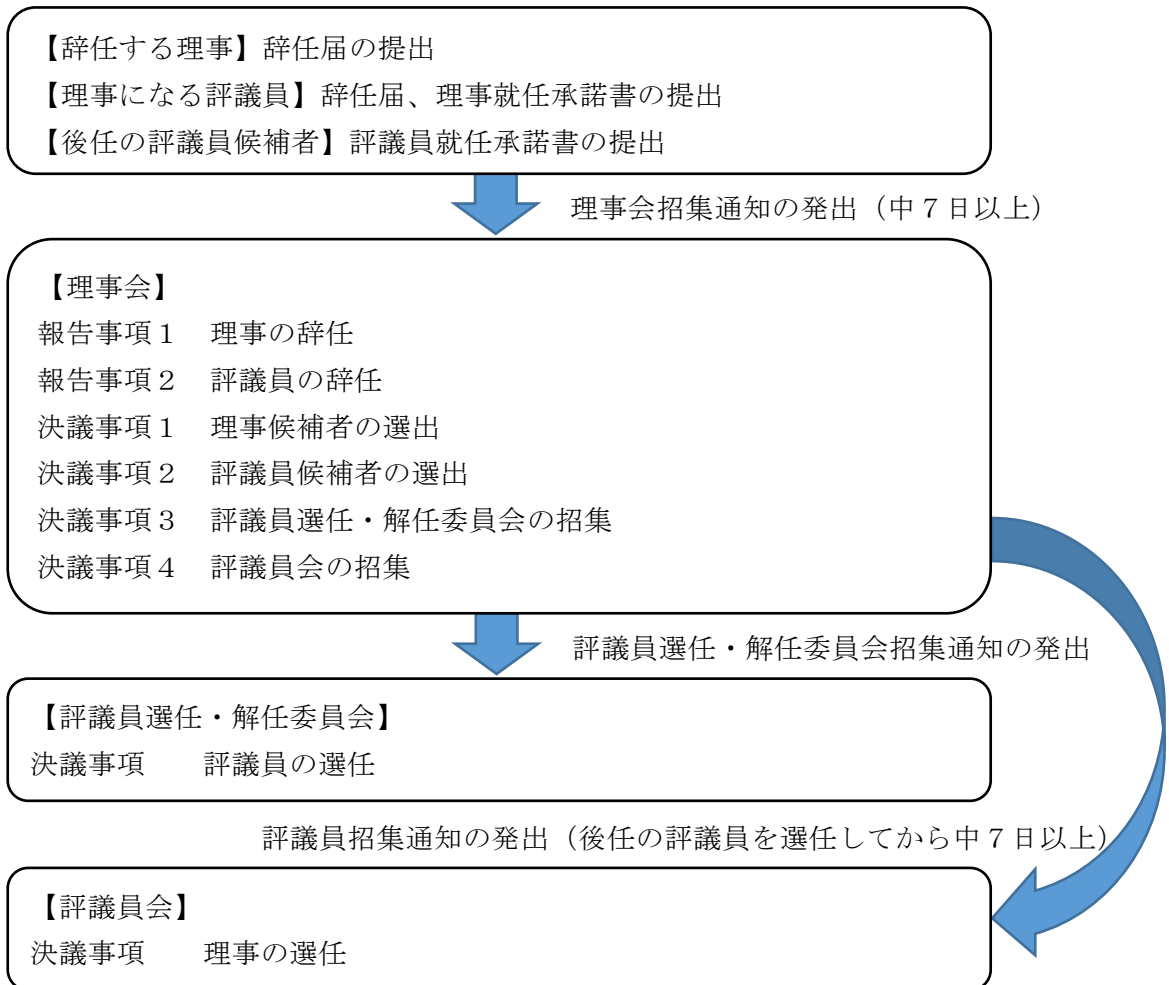 【辞任する理事】辞任届の提出
【理事になる評議員】辞任届、理事就任承諾書の提出
【後任の評議員候補者】評議員就任承諾書の提出
理事会招集通知の発出（中７日以上）
【理事会】
報告事項１　理事の辞任
報告事項２　評議員の辞任
決議事項１　理事候補者の選出
決議事項２　評議員候補者の選出
決議事項３　評議員選任・解任委員会の招集
決議事項４　評議員会の招集
評議員選任・解任委員会招集通知の発出
【評議員選任・解任委員会】
決議事項　　評議員の選任
評議員招集通知の発出（後任の評議員を選任してから中７日以上）
【評議員会】
決議事項　　理事の選任